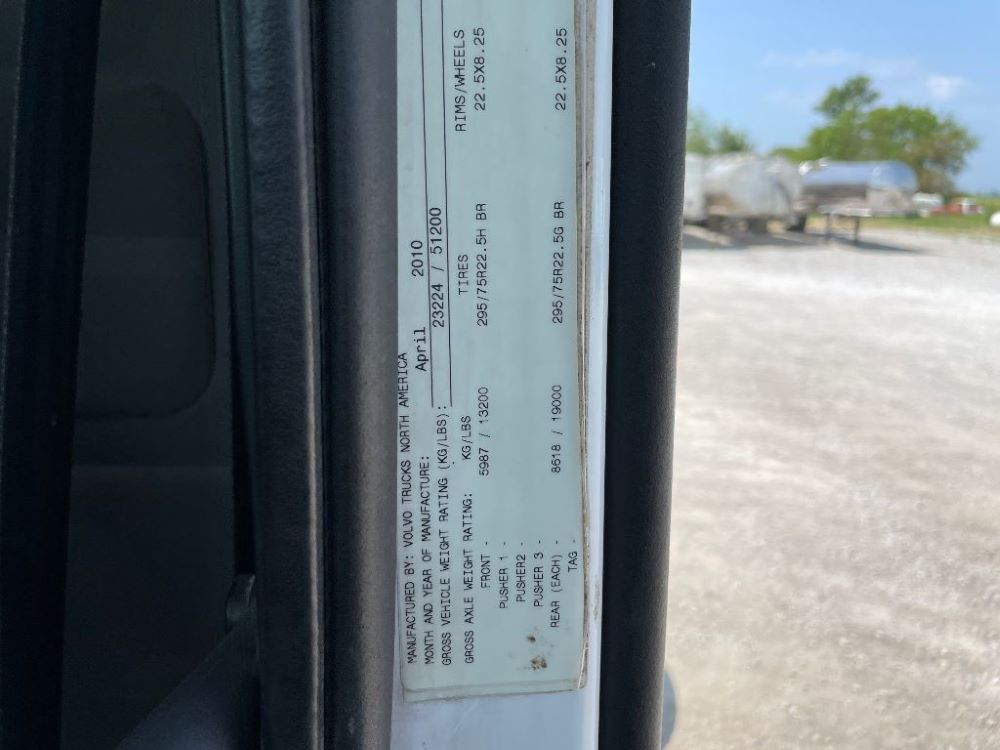 MANUFACTURED BY: VOLVO TRUCKS NORTH AMERICA
MONTH AND YEAR OF MANUFACTURE: April 2010
GROSS VEHICLE WEIGHT RATING (KG/LBS): 23224 / 51200
GROSS AXLE WEIGHT RATING: KG/LBS TIRES RIMS/WHEELS
FRONT - 5987 / 13200 295/75R22.5H BR 22.5X8.25
PUSHER 1 -
PUSHER2 -
PUSHER 3 -
REAR (EACH) - 8618 / 19000 295/75R22.5G BR 22.5X8.25
TAG -